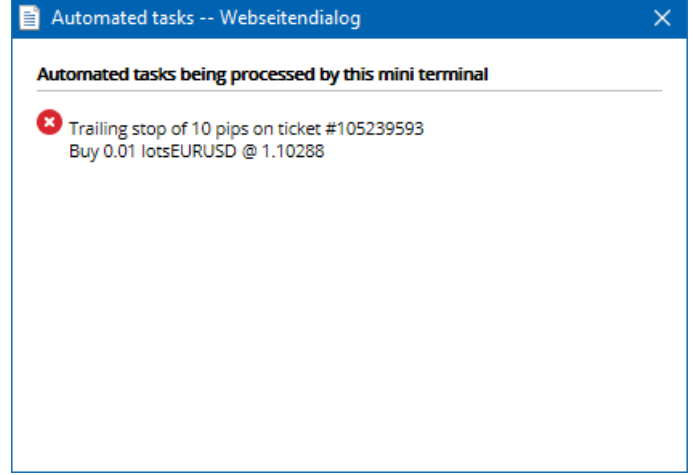 Automated tasks -- Webseitendialog
Automated tasks being processed by this mini terminal
Trailing stop of 10 pips on ticket #105239593
Buy 0.01 lotsEURUSD @ 1.10288